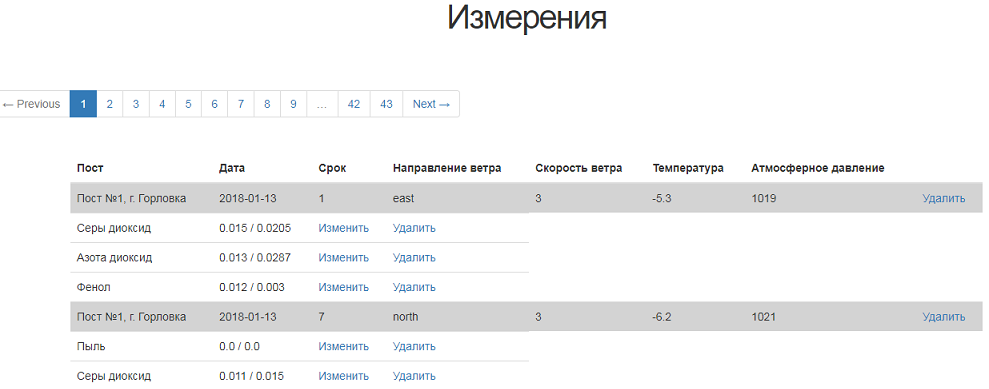 Измерения
← Previous 1 2 3 4 5 6 7 8 9 … 42 43 Next →
Пост Дата Срок Направление ветра Скорость ветра Температура Атмосферное давление
Пост №1, г. Горловка 2018-01-13 1 east 3 -5.3 1019 Удалить
Серы диоксид 0.015 / 0.0205 Изменить Удалить
Азота диоксид 0.013 / 0.0287 Изменить Удалить
Фенол 0.012 / 0.003 Изменить Удалить
Пост №1, г. Горловка 2018-01-13 7 north 3 -6.2 1021 Удалить
Пыль 0.0 / 0.0 Изменить Удалить
Серы диоксид 0.011 / 0.015 Изменить Удалить